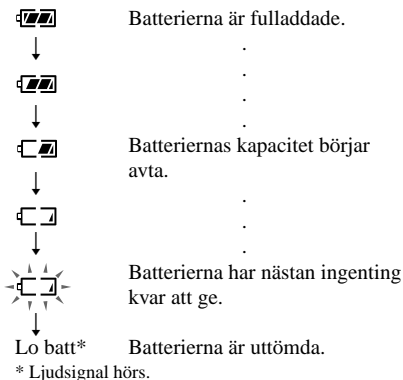 Batterierna är fulladdade.
.
.
.
.
Batteriernas kapacitet börjar
avta.
.
.
.
Batterierna har nästan ingenting
kvar att ge.
Lo batt* Batterierna är uttömda.
* Ljudsignal hörs.